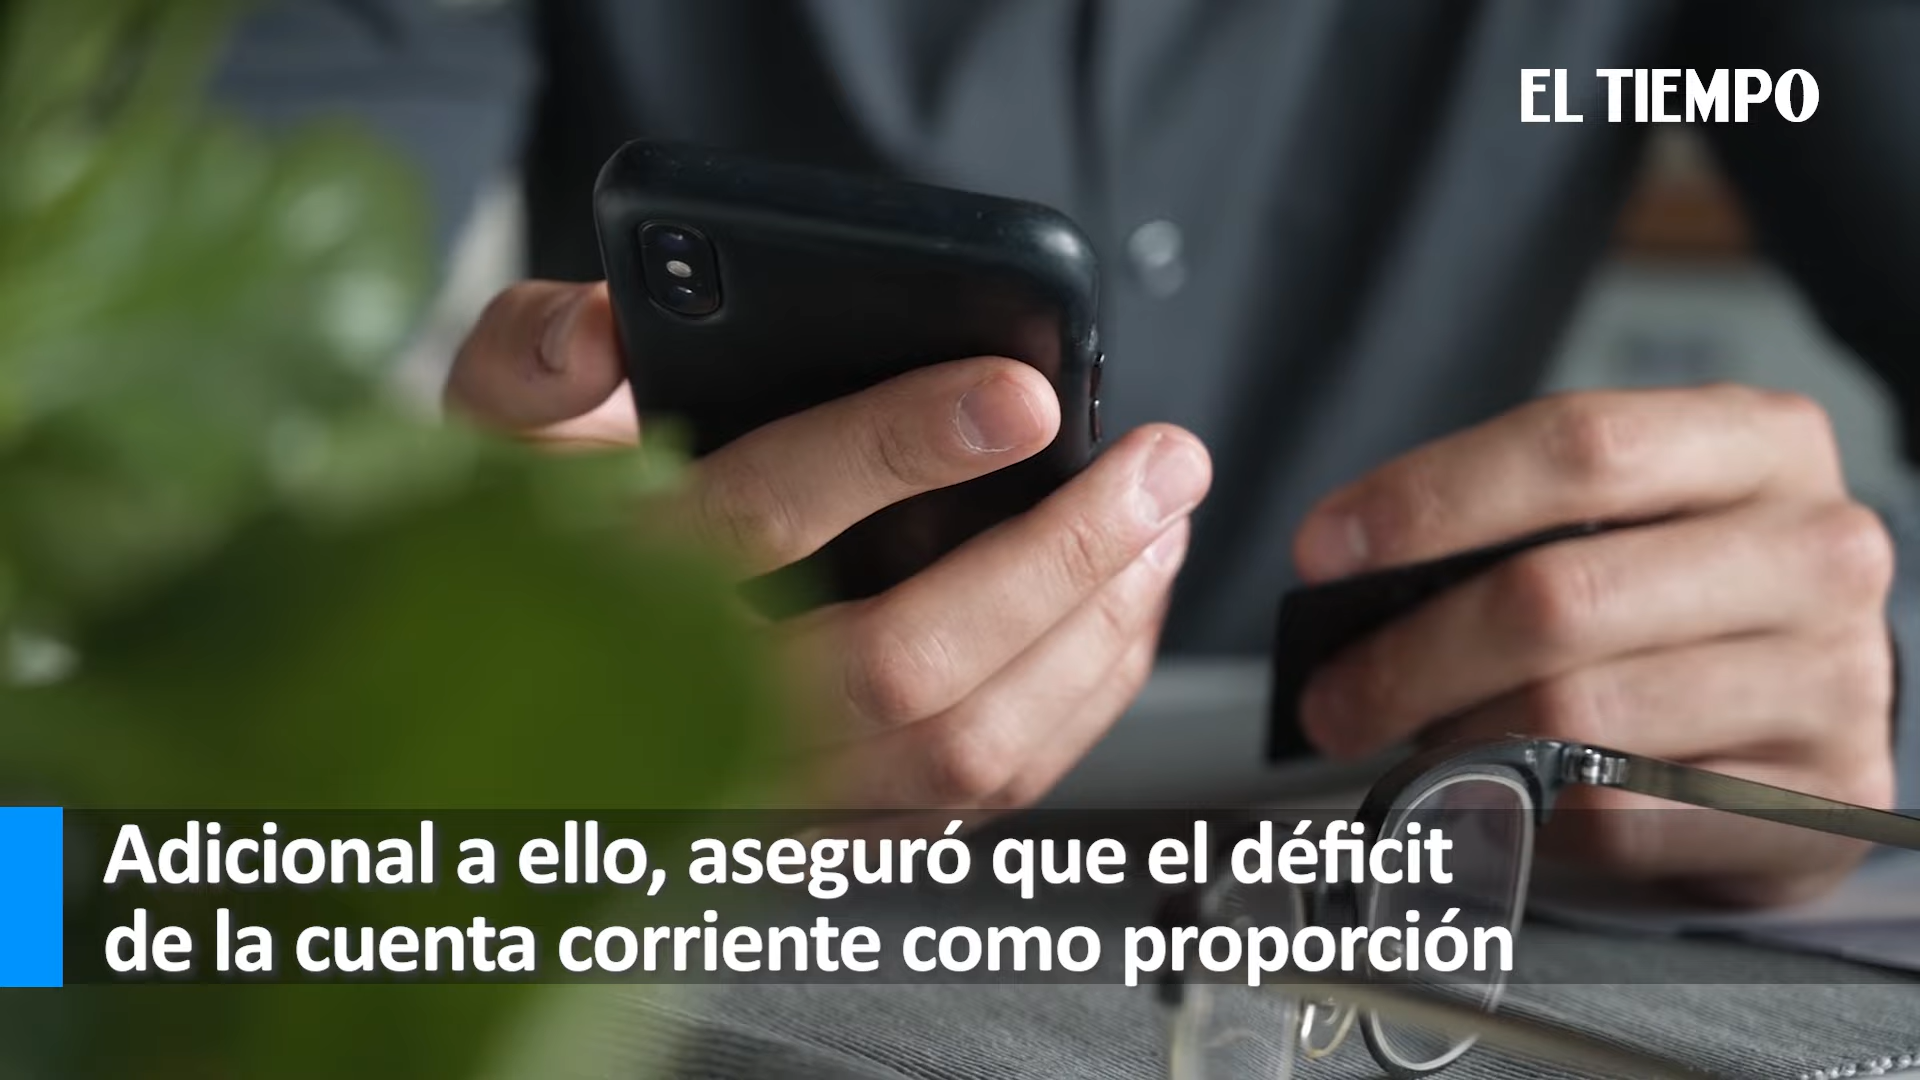 EL TIEMPO
Adicional a ello, aseguró que el déficit
de la cuenta corriente como proporción